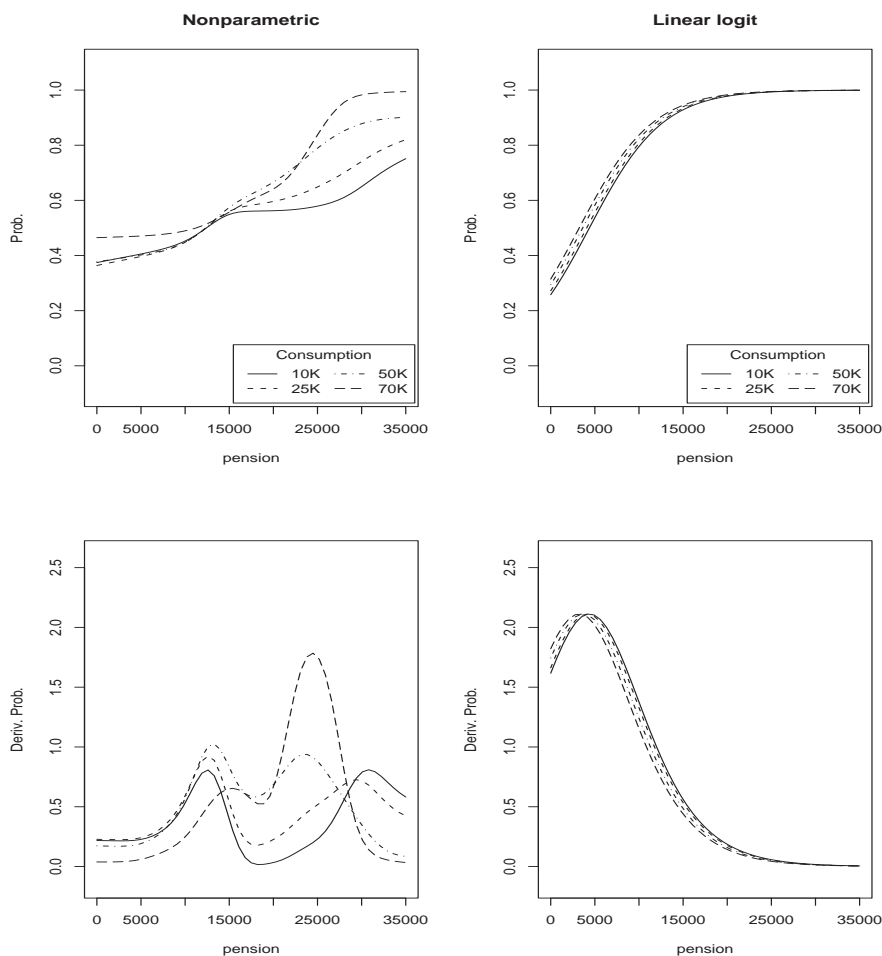 Nonparametric
Linear logit
Prob.
1.0
0.8
0.6
0.4
0.2
0.0
Consumption
10K 50K
25K 70K
0 5000 15000 25000 35000
pension
Prob.
1.0
0.8
0.6
0.4
0.2
0.0
Consumption
10K 50K
25K 70K
0 5000 15000 25000 35000
pension
Deriv. Prob.
2.5
2.0
1.5
1.0
0.5
0.0
0 5000 15000 25000 35000
pension
Deriv. Prob.
2.5
2.0
1.5
1.0
0.5
0.0
0 5000 15000 25000 35000
pension